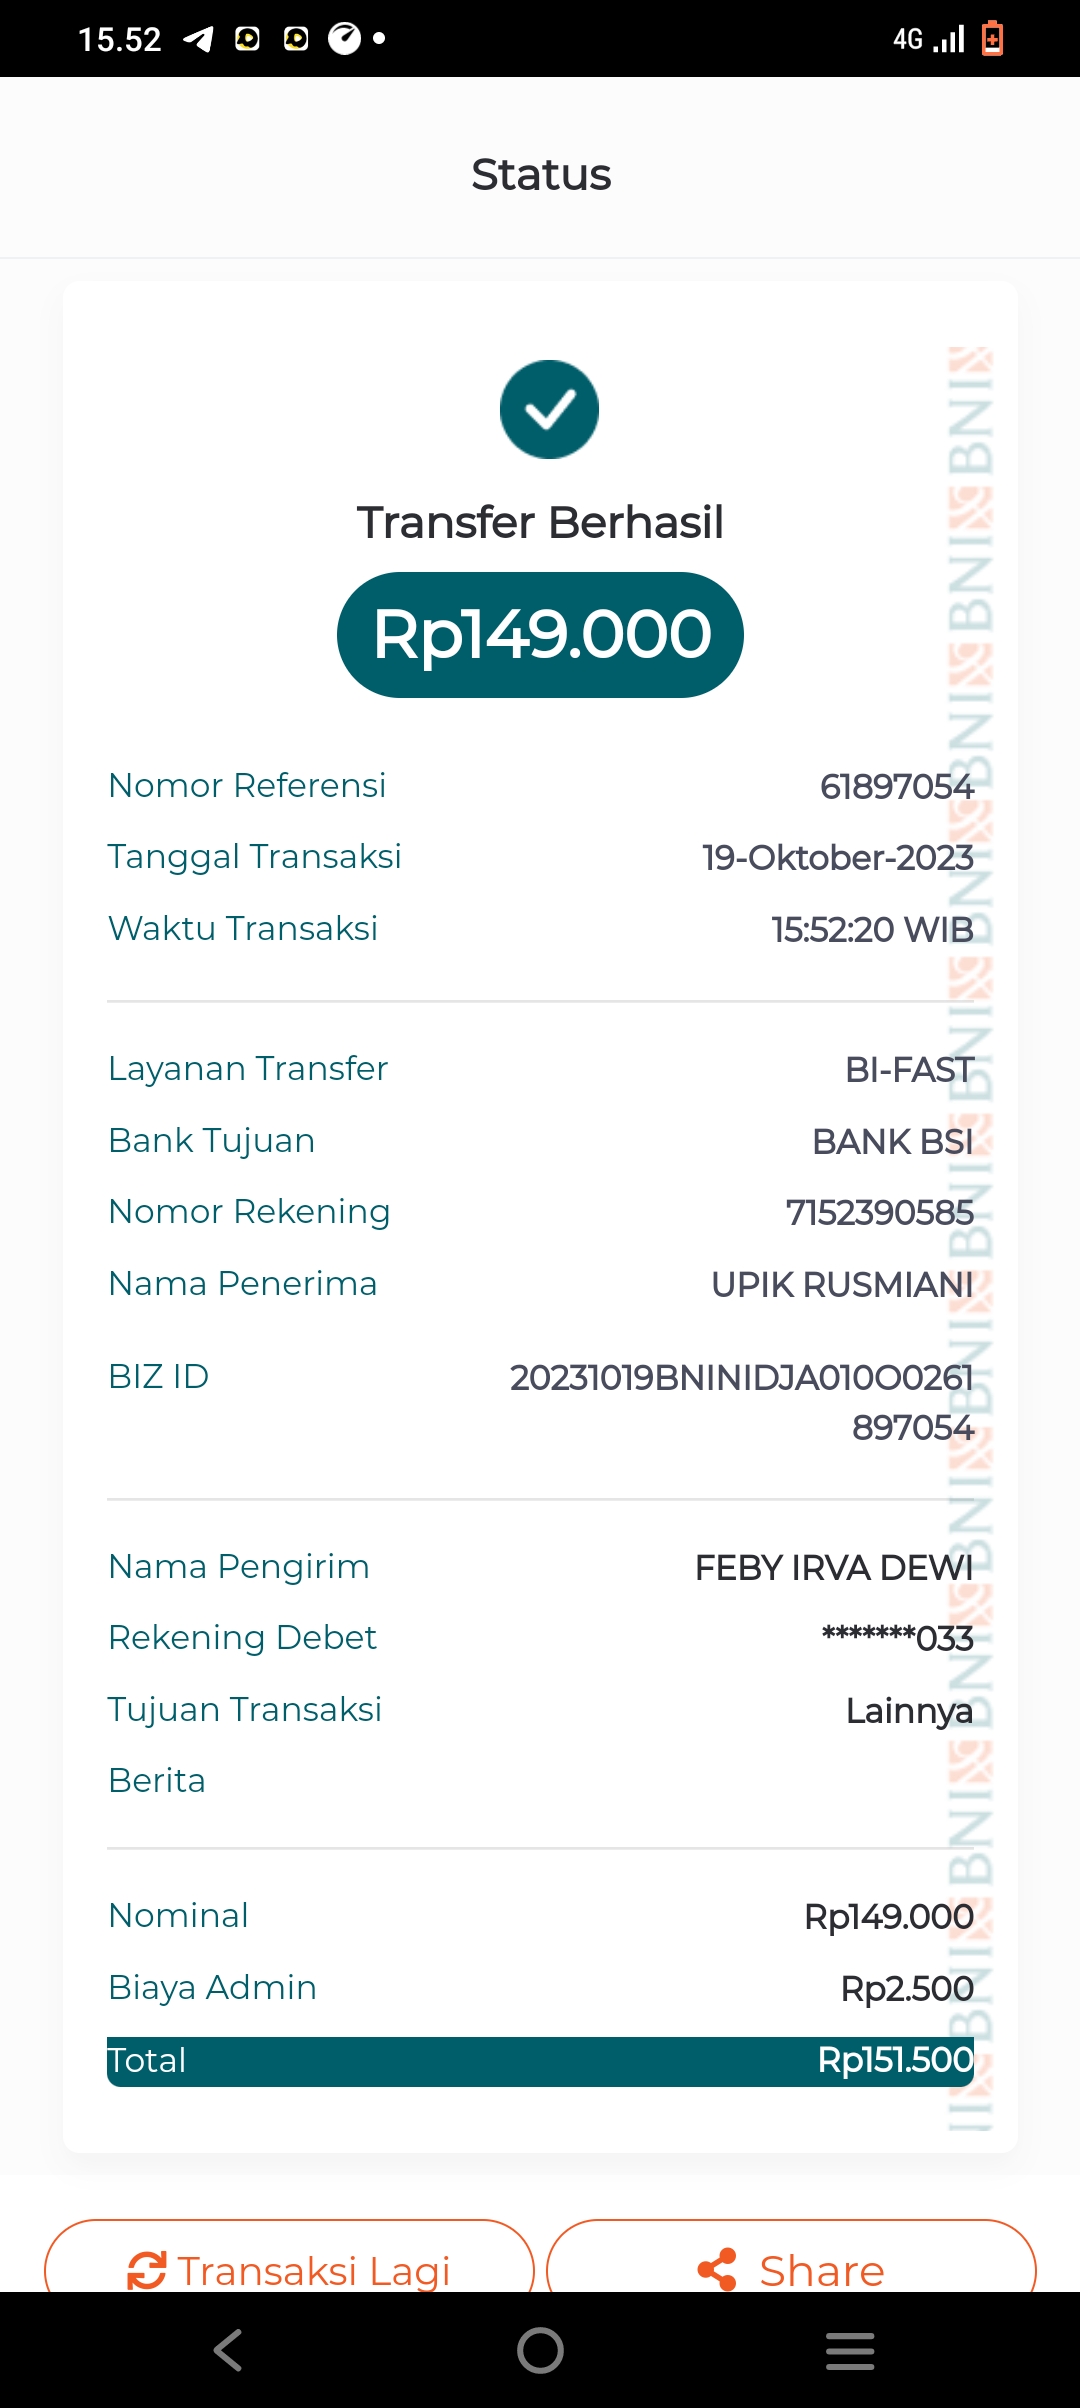 15.52
4G
Status
Transfer Berhasil
Rp149.000
Nomor Referensi 61897054
Tanggal Transaksi 19-Oktober-2023
Waktu Transaksi 15:52:20 WIB
Layanan Transfer BI-FAST
Bank Tujuan BANK BSI
Nomor Rekening 7152390585
Nama Penerima UPIK RUSMIANI
BIZ ID 20231019BNINIDJA010O0261
897054
Nama Pengirim FEBY IRVA DEWI
Rekening Debet *******033
Tujuan Transaksi Lainnya
Berita
Nominal Rp149.000
Biaya Admin Rp2.500
Total Rp151.500
BNI BNI BNI BNI BNI BNI BNI BNI BNI BNI BNI
Transaksi Lagi
Share